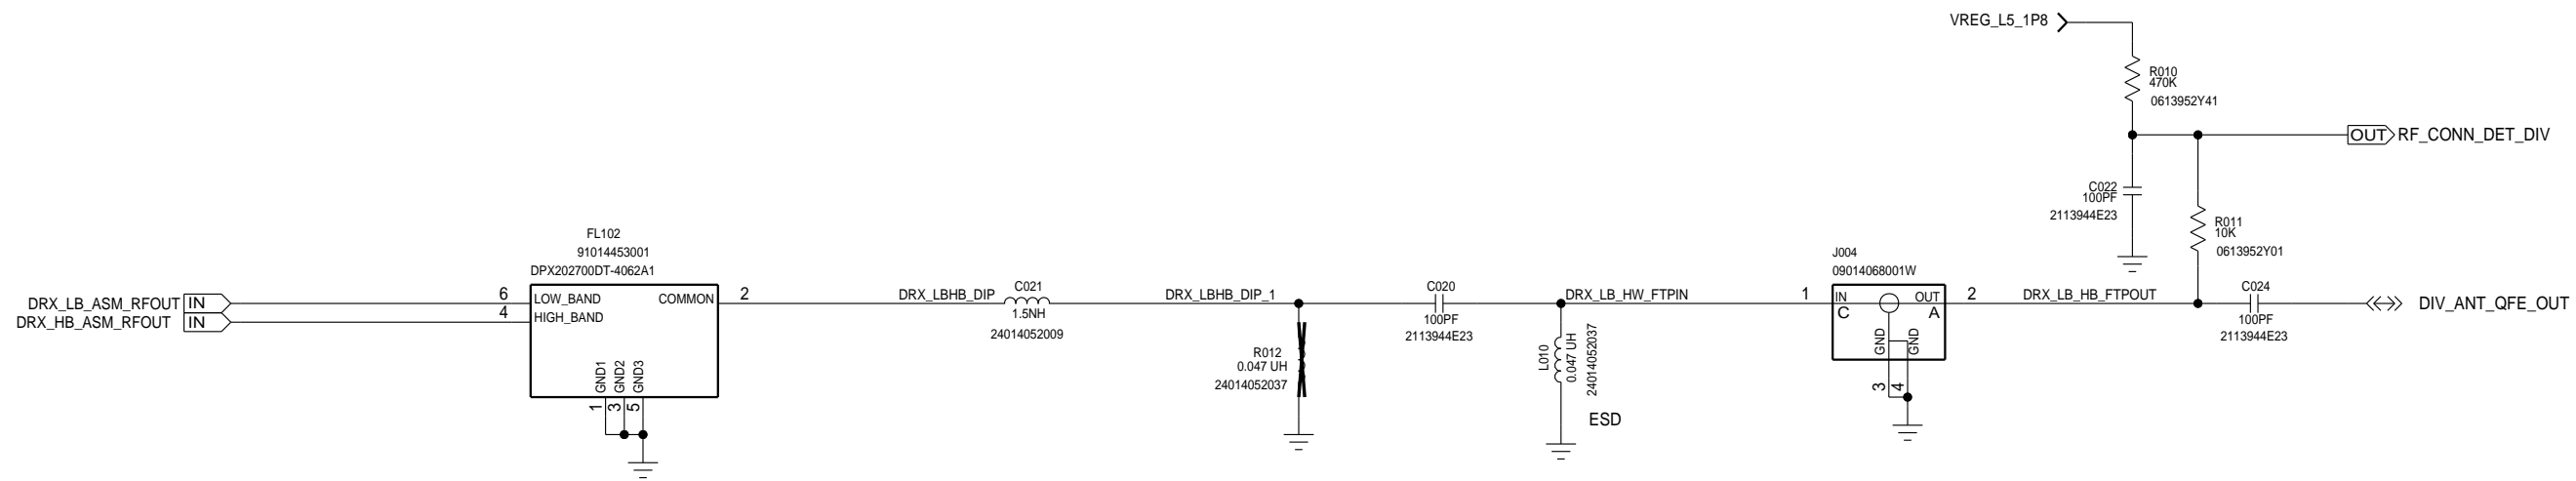 VREG_L5_1P8
R010
470K
0613952Y41
OUT RF_CONN_DET_DIV
C022
100PF
2113944E23
R011
10K
0613952Y01
FL102
91014453001
DPX202700DT-4062A1
DRX_LB_ASM_RFOUT IN
DRX_HB_ASM_RFOUT IN
6
4
LOW_BAND
HIGH_BAND
COMMON
2
GND1
GND2
GND3
1
3
5
DRX_LBHB_DIP
C021
1.5NH
24014052009
DRX_LBHB_DIP_1
R012
0.047 UH
24014052037
C020
100PF
2113944E23
DRX_LB_HW_FTPIN
L010
0.047 UH
24014052037
ESD
J004
09014068001W
1
IN
C
OUT
A
GND
GND
3
4
2
DRX_LB_HB_FTPOUT
C024
100PF
2113944E23
DIV_ANT_QFE_OUT